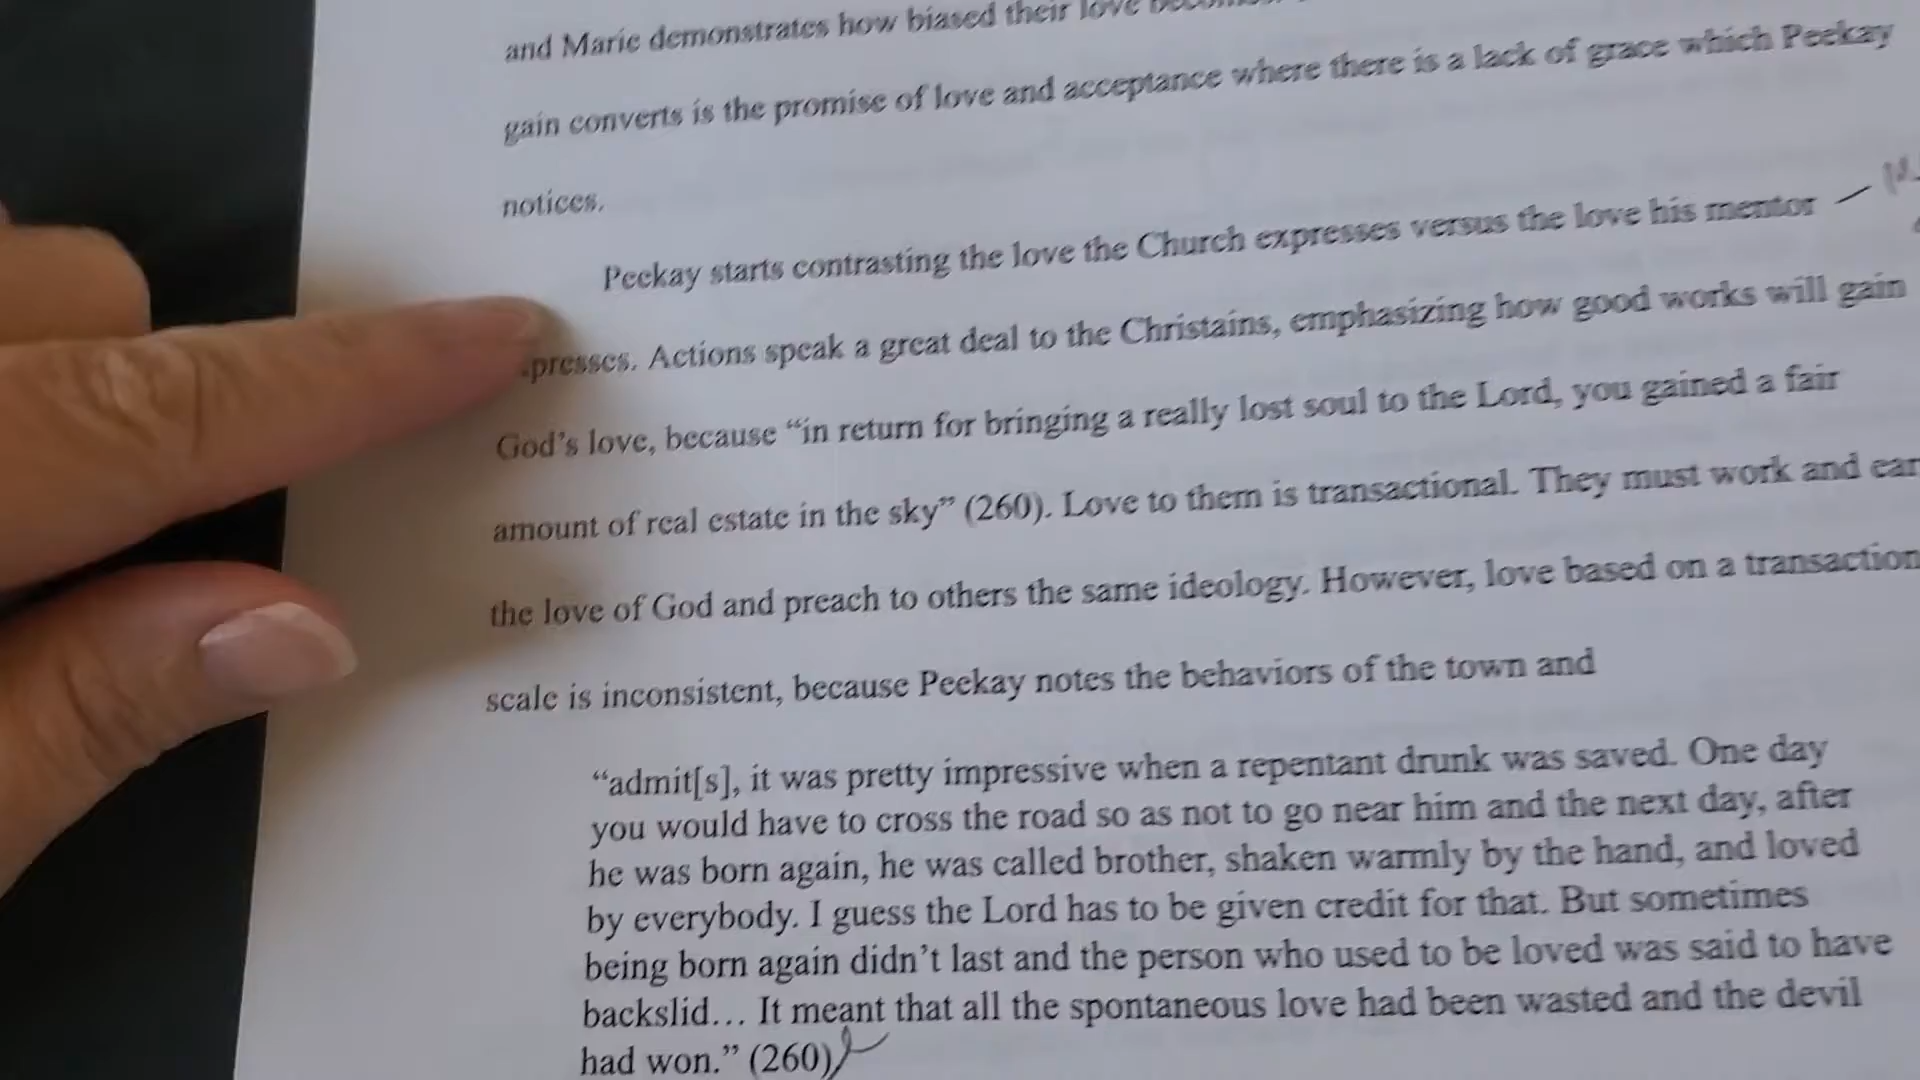 and Marie demonstrates how biased their love
gain converts is the promise of love and acceptance where there is a lack of grace which Peekay
notices.
Peekay starts contrasting the love the Church expresses versus the love his mentor
presses. Actions speak a great deal to the Christains, emphasizing how good works will gain
God's love, because “in return for bringing a really lost soul to the Lord, you gained a fair
amount of real estate in the sky” (260). Love to them is transactional. They must work and ear
the love of God and preach to others the same ideology. However, love based on a transaction
scale is inconsistent, because Peekay notes the behaviors of the town and
“admit[s], it was pretty impressive when a repentant drunk was saved. One day
you would have to cross the road so as not to go near him and the next day, after
he was born again, he was called brother, shaken warmly by the hand, and loved
by everybody. I guess the Lord has to be given credit for that. But sometimes
being born again didn't last and the person who used to be loved was said to have
backslid… It meant that all the spontaneous love had been wasted and the devil
had won.” (260)